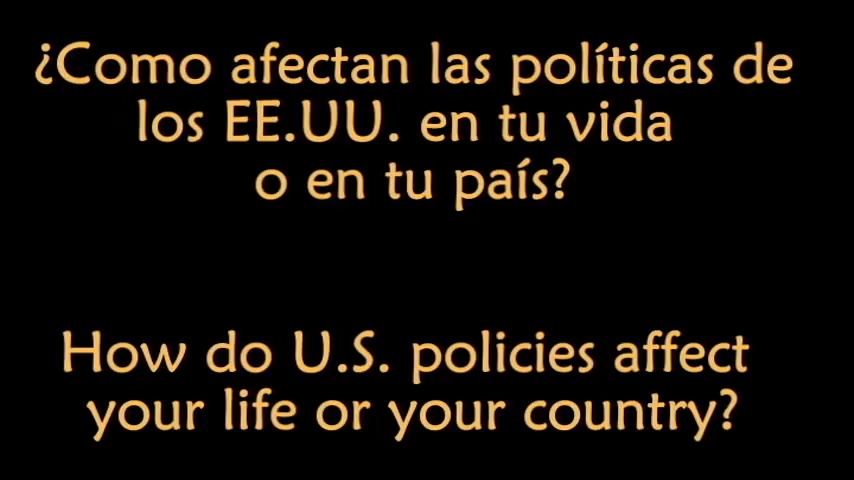 ¿Como afectan las políticas de
los EE.UU. en tu vida
o en tu país?
How do U.S. policies affect
your life or your country?